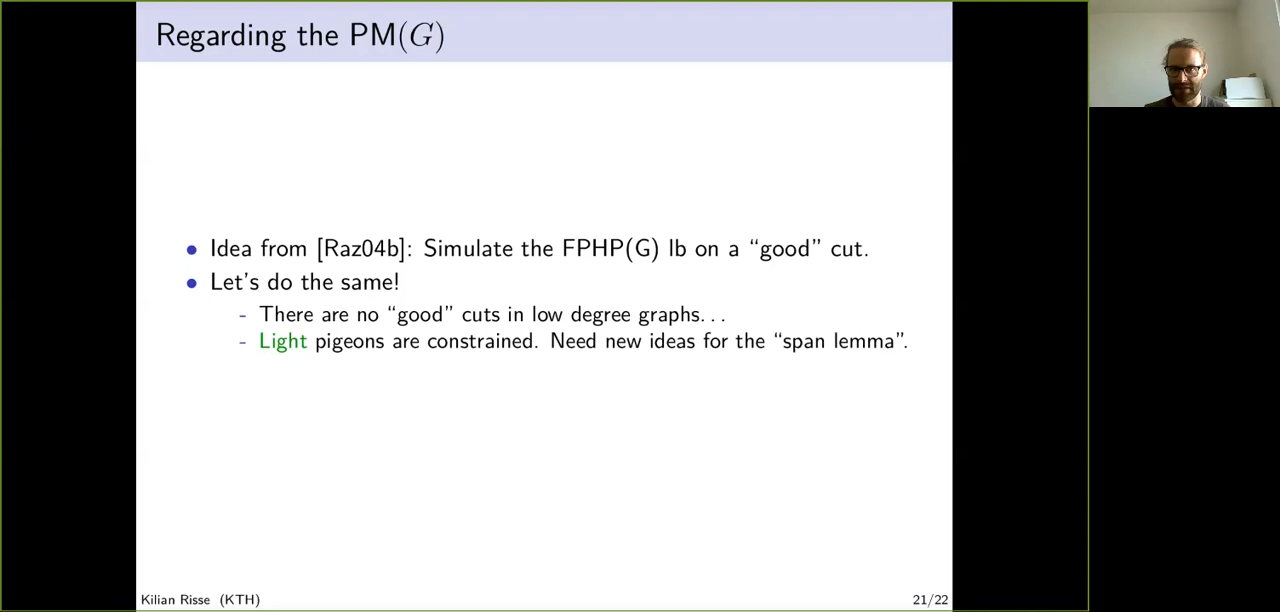 Regarding the PM(G)
• Idea from [Raz04b]: Simulate the FPHP(G) lb on a “good” cut.
• Let’s do the same!
- There are no “good” cuts in low degree graphs...
- Light pigeons are constrained. Need new ideas for the “span lemma”.
Kilian Risse (KTH)
21/22